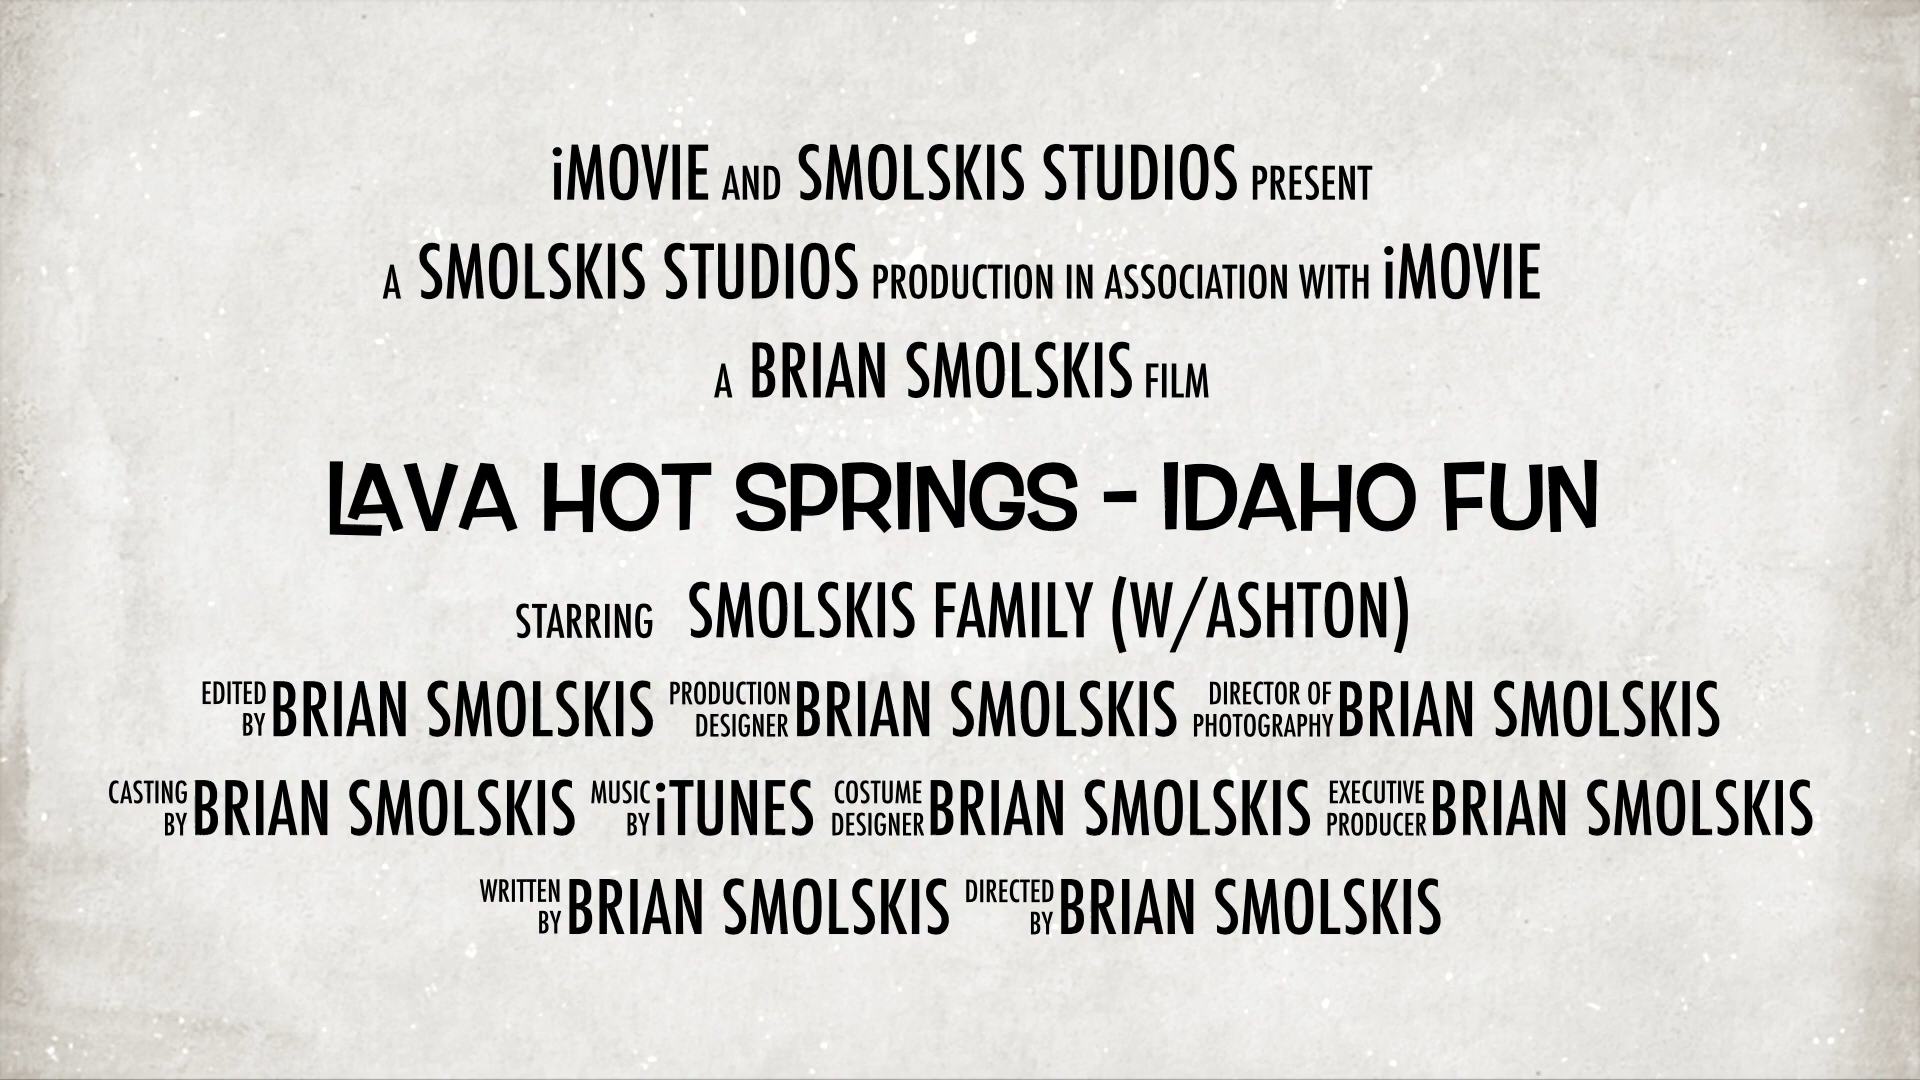 iMOVIE AND SMOLSKIS STUDIOS PRESENT
A SMOLSKIS STUDIOS PRODUCTION IN ASSOCIATION WITH iMOVIE
A BRIAN SMOLSKIS FILM
LAVA HOT SPRINGS - IDAHO FUN
STARRING SMOLSKIS FAMILY (W/ASHTON)
EDITED BY BRIAN SMOLSKIS PRODUCTION DESIGNER BRIAN SMOLSKIS DIRECTOR OF PHOTOGRAPHY BRIAN SMOLSKIS
CASTING BY BRIAN SMOLSKIS MUSIC BY iTUNES COSTUME DESIGNER BRIAN SMOLSKIS EXECUTIVE PRODUCER BRIAN SMOLSKIS
WRITTEN BY BRIAN SMOLSKIS DIRECTED BY BRIAN SMOLSKIS